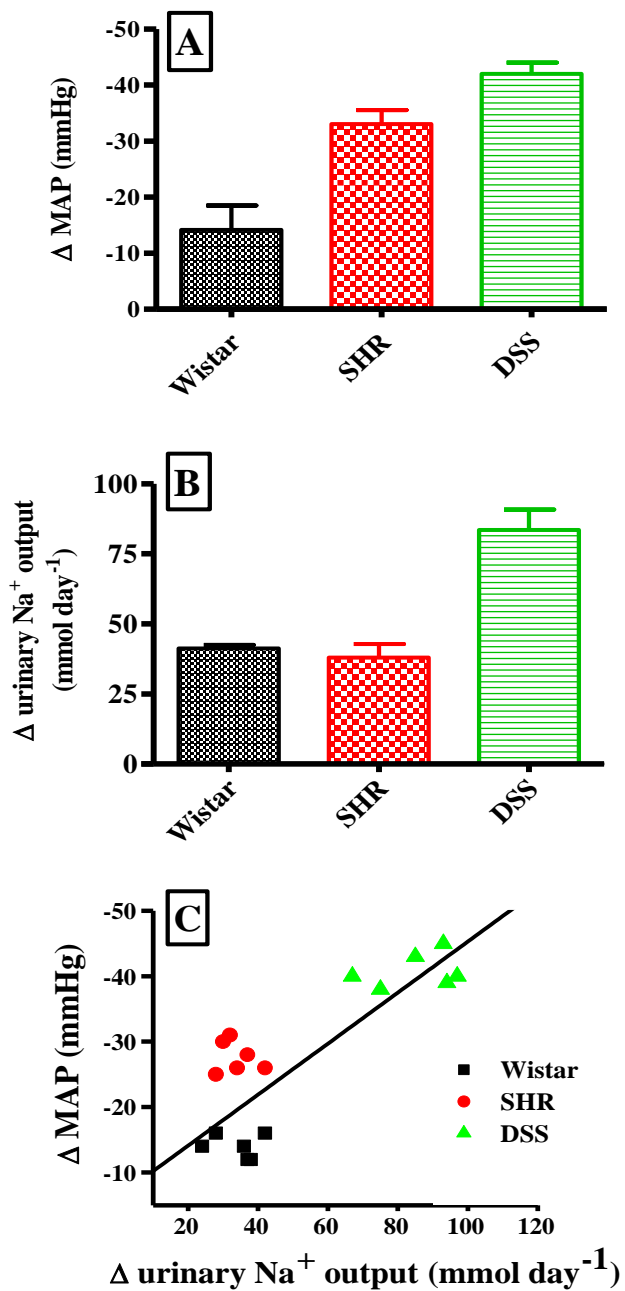 A
Δ MAP (mmHg)
-50
-40
-30
-20
-10
0
Wistar
SHR
DSS
B
Δ urinary Na⁺ output
(mmol day⁻¹)
100
75
50
25
0
Wistar
SHR
DSS
C
Δ MAP (mmHg)
-50
-40
-30
-20
-10
Wistar
SHR
DSS
20 40 60 80 100 120
Δ urinary Na⁺ output (mmol day⁻¹)